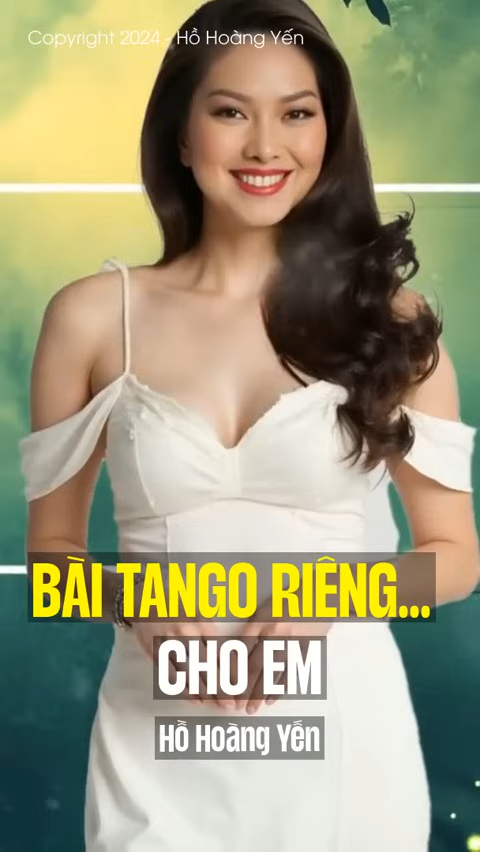 Copyright 2024 - Hồ Hoàng Yến
BÀI TANGO RIÊNG...
CHO EM
Hồ Hoàng Yến